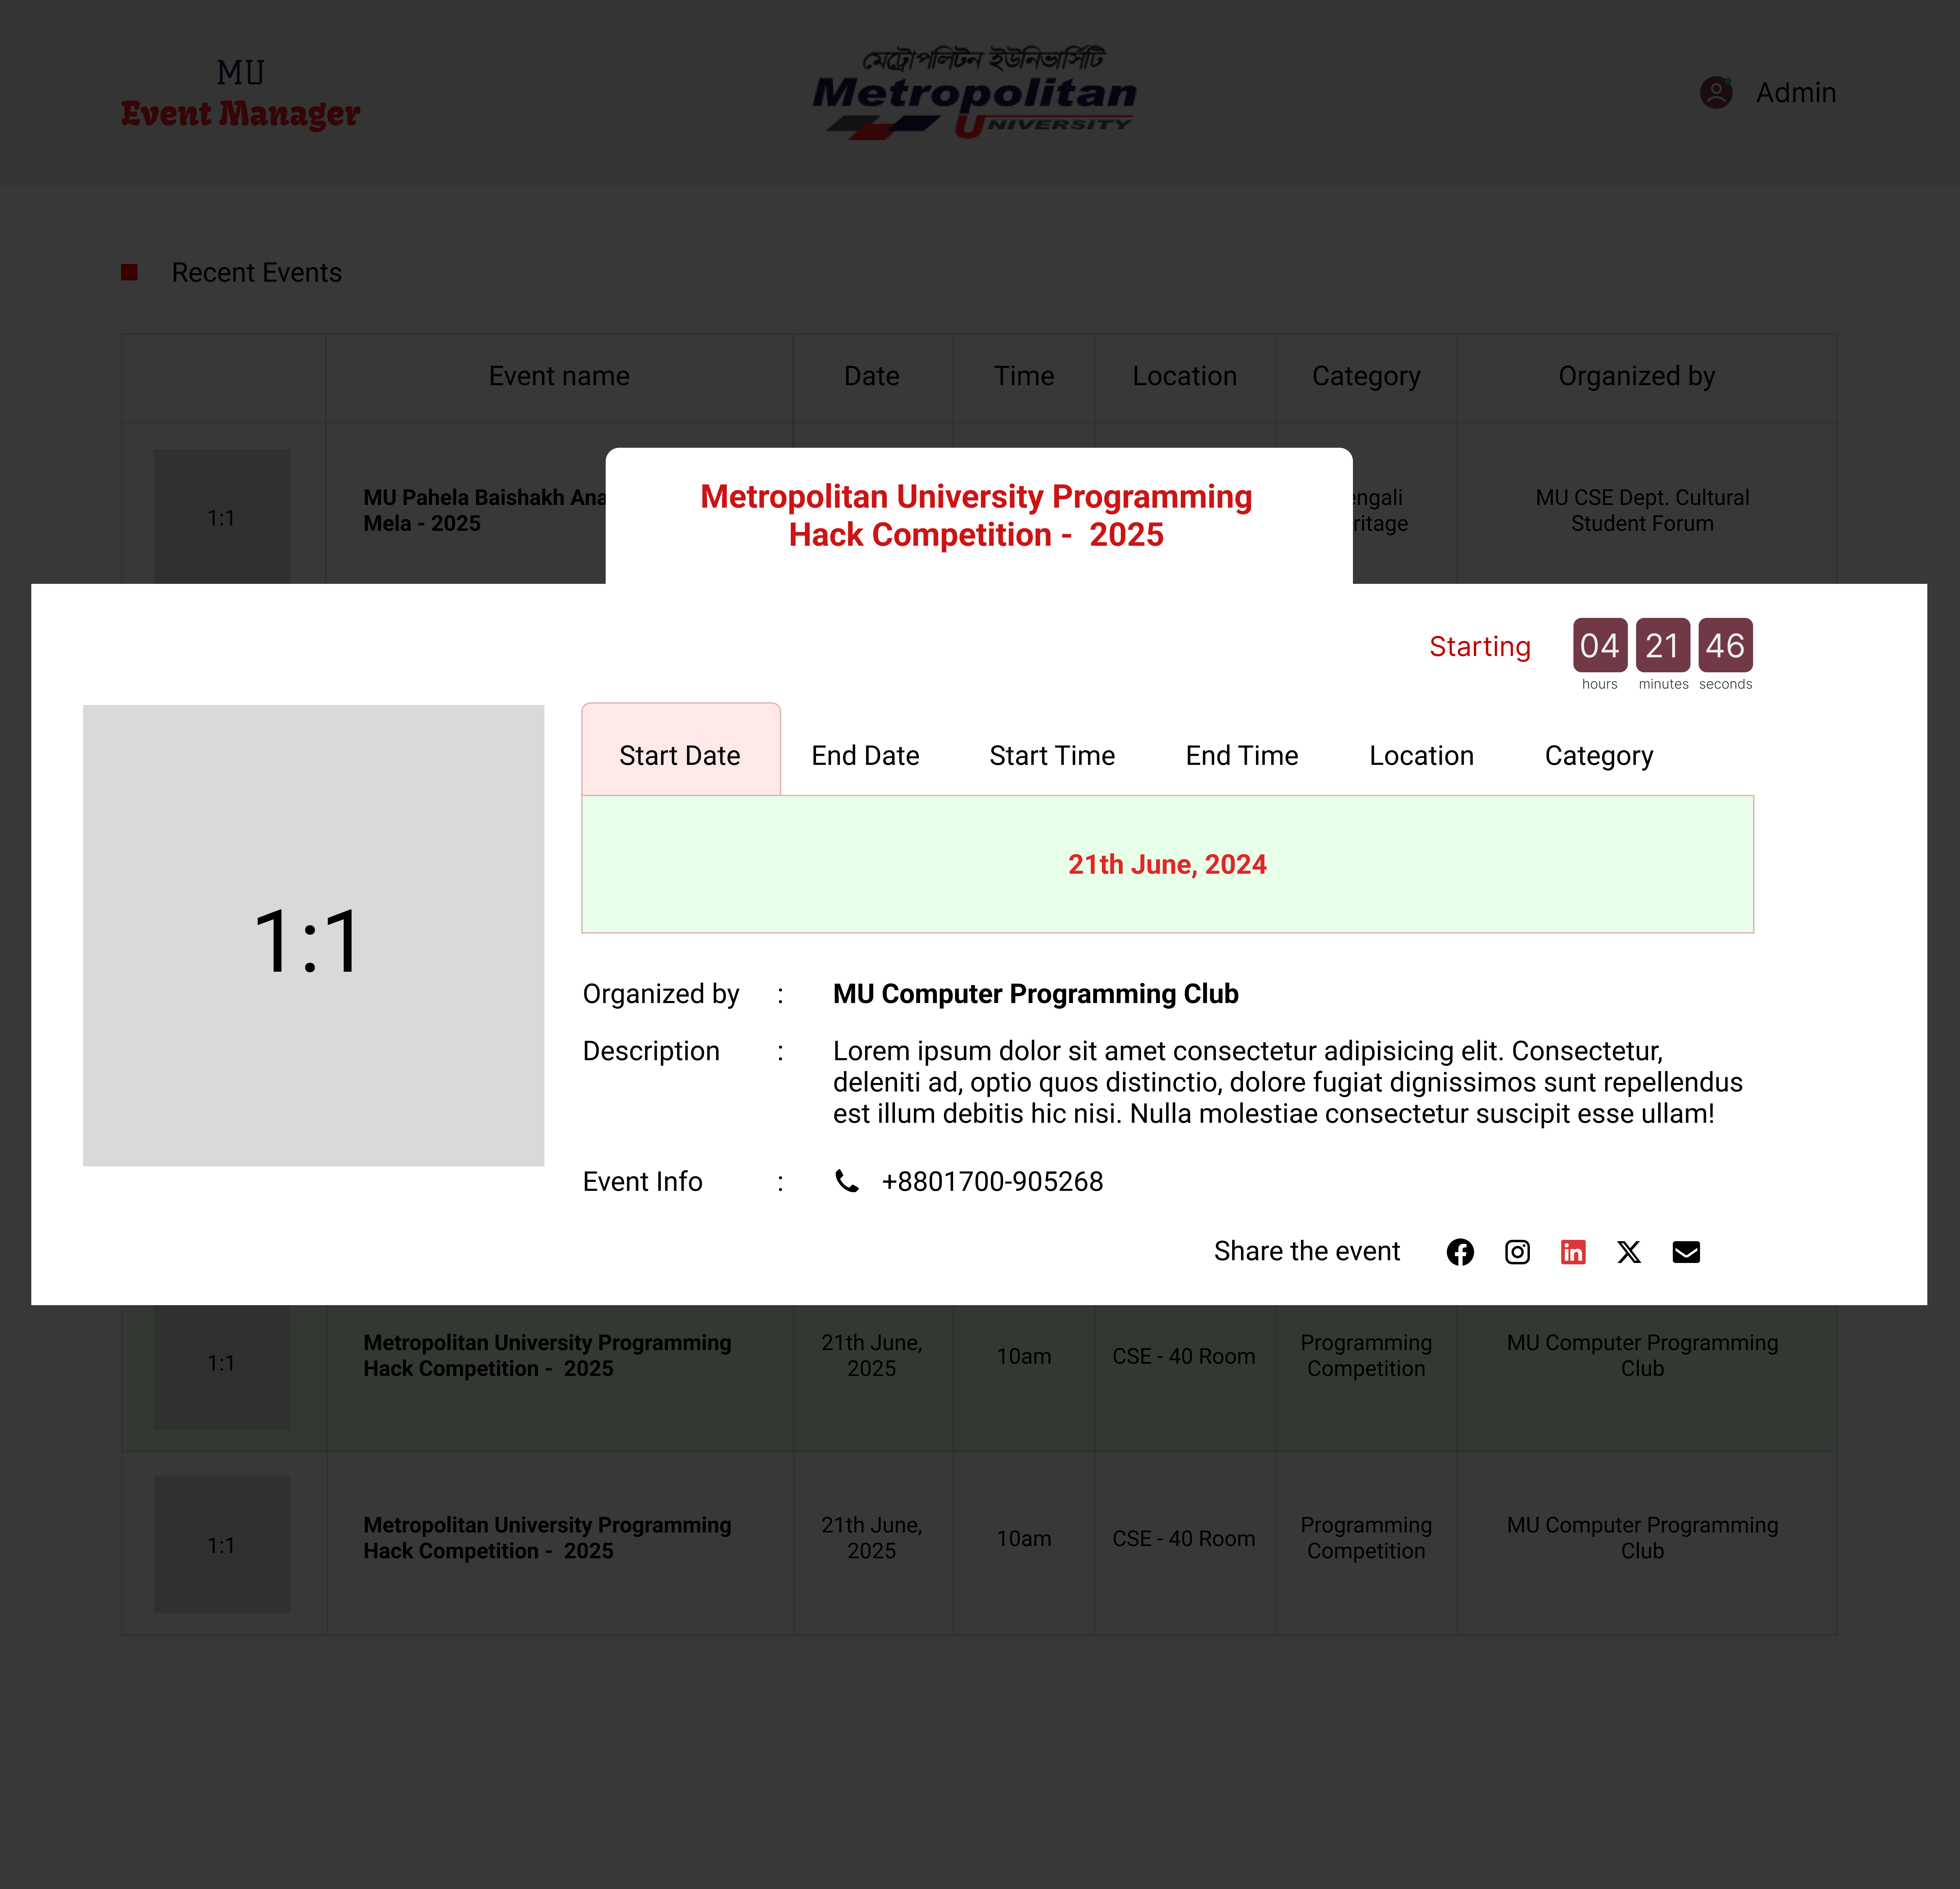 MU
Event Manager
মেট্রোপলিটন ইউনিভার্সিটি
Metropolitan
UNIVERSITY
Admin
Recent Events
Event name
Date
Time
Location
Category
Organized by
1:1
MU Pahela Baishakh
Mela - 2025
MU CSE Dept. Cultural
Student Forum
Metropolitan University Programming
Hack Competition - 2025
Starting
04 21 46
hours minutes seconds
1:1
Start Date
End Date
Start Time
End Time
Location
Category
21th June, 2024
Organized by : MU Computer Programming Club
Description : Lorem ipsum dolor sit amet consectetur adipisicing elit. Consectetur,
deleniti ad, optio quos distinctio, dolore fugiat dignissimos sunt repellendus
est illum debitis hic nisi. Nulla molestiae consectetur suscipit esse ullam!
Event Info : +8801700-905268
Share the event
1:1
Metropolitan University Programming
Hack Competition - 2025
21th June,
2025
10am
CSE - 40 Room
Programming
Competition
MU Computer Programming
Club
1:1
Metropolitan University Programming
Hack Competition - 2025
21th June,
2025
10am
CSE - 40 Room
Programming
Competition
MU Computer Programming
Club